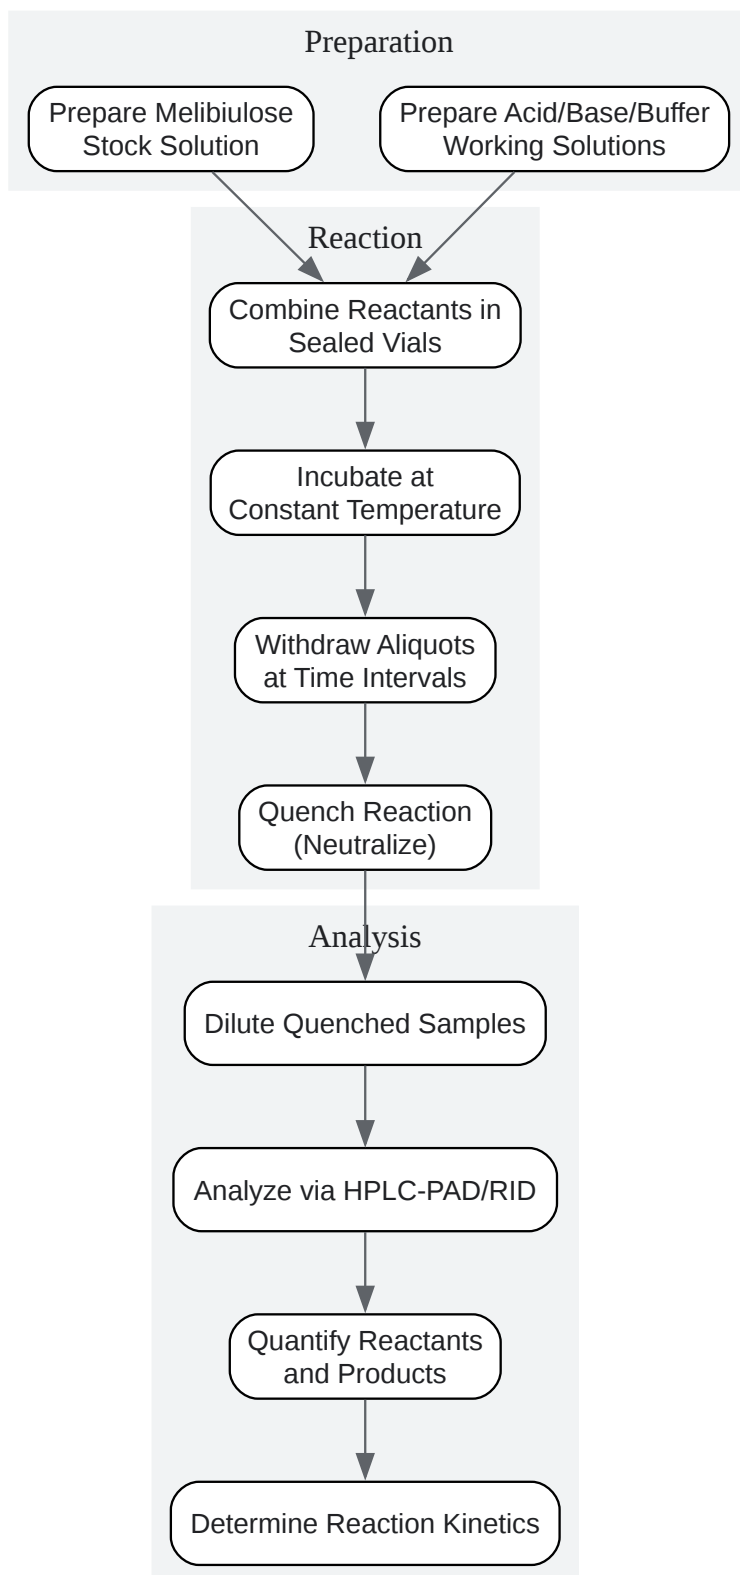 Preparation
Prepare Melibiulose
Stock Solution
Prepare Acid/Base/Buffer
Working Solutions
Reaction
Combine Reactants in
Sealed Vials
Incubate at
Constant Temperature
Withdraw Aliquots
at Time Intervals
Quench Reaction
(Neutralize)
Analysis
Dilute Quenched Samples
Analyze via HPLC-PAD/RID
Quantify Reactants
and Products
Determine Reaction Kinetics